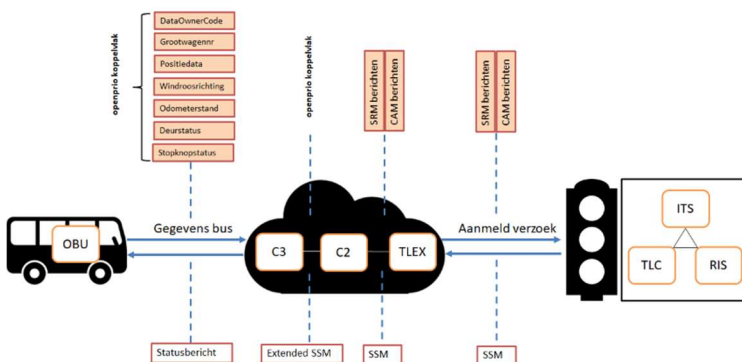 DataOwnerCode
Grootwagennr
Positiedata
Windroosrichting
Odometerstand
Deurstatus
Stopknopstatus
openprio koppelvlak
openprio koppelvlak
SRM berichten
CAM berichten
SRM berichten
CAM berichten
OBU
Gegevens bus
C3
C2
TLEX
Aanmeld verzoek
ITS
TLC
RIS
Statusbericht
Extended SSM
SSM
SSM